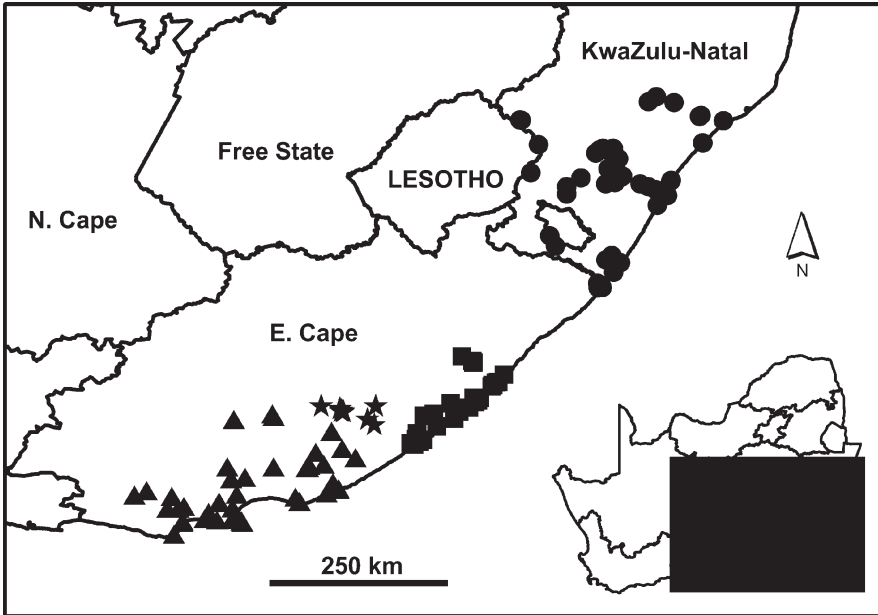 KwaZulu-Natal
Free State
LESOTHO
N. Cape
N
E. Cape
250 km